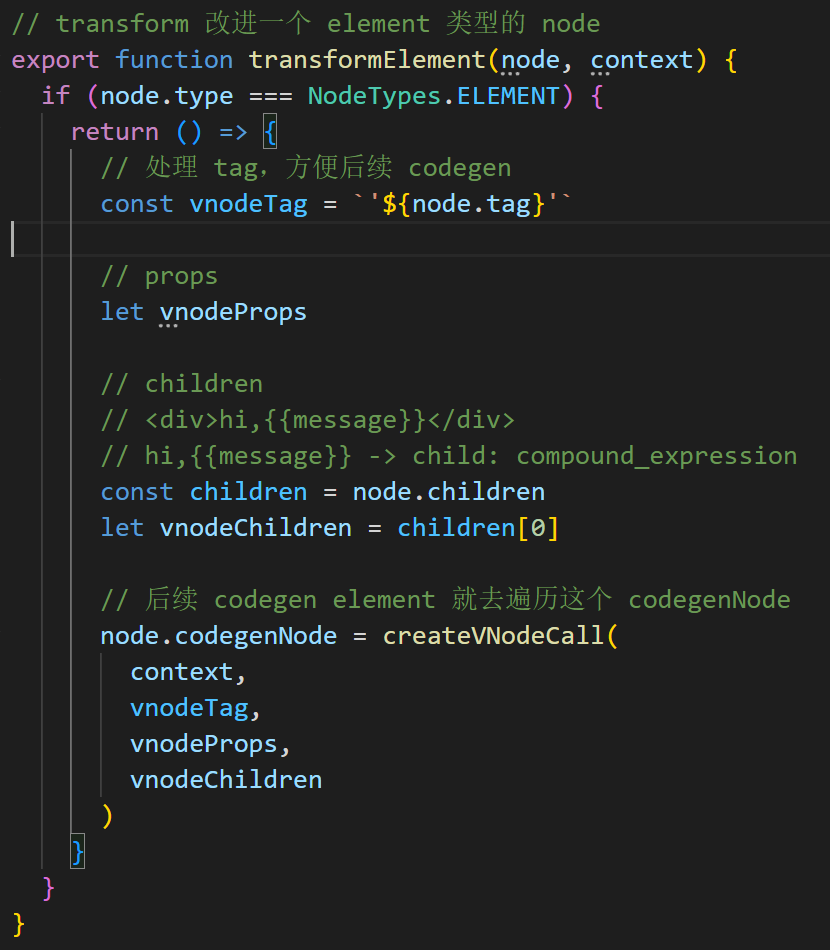 // transform 改进一个 element 类型的 node
export function transformElement(node, context) {
  if (node.type === NodeTypes.ELEMENT) {
    return () => {
      // 处理 tag，方便后续 codegen
      const vnodeTag = `'${node.tag}'`

      // props
      let vnodeProps

      // children
      // <div>hi,{{message}}</div>
      // hi,{{message}} -> child: compound_expression
      const children = node.children
      let vnodeChildren = children[0]

      // 后续 codegen element 就去遍历这个 codegenNode
      node.codegenNode = createVNodeCall(
        context,
        vnodeTag,
        vnodeProps,
        vnodeChildren
      )
    }
  }
}